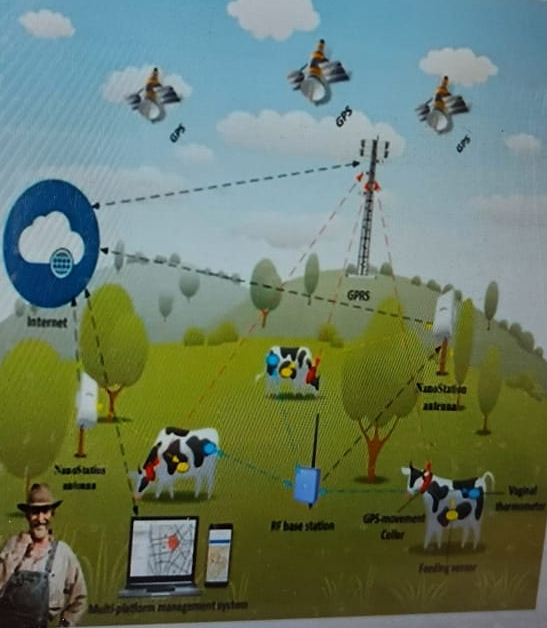 GPS
GPS
GPS
GPRS
Internet
NanoStation
antenna
NanoStation
antenna
RF base station
GPS-movement
Coller
Vaginal
thermometer
Feeding sensor
Multi-platform management system